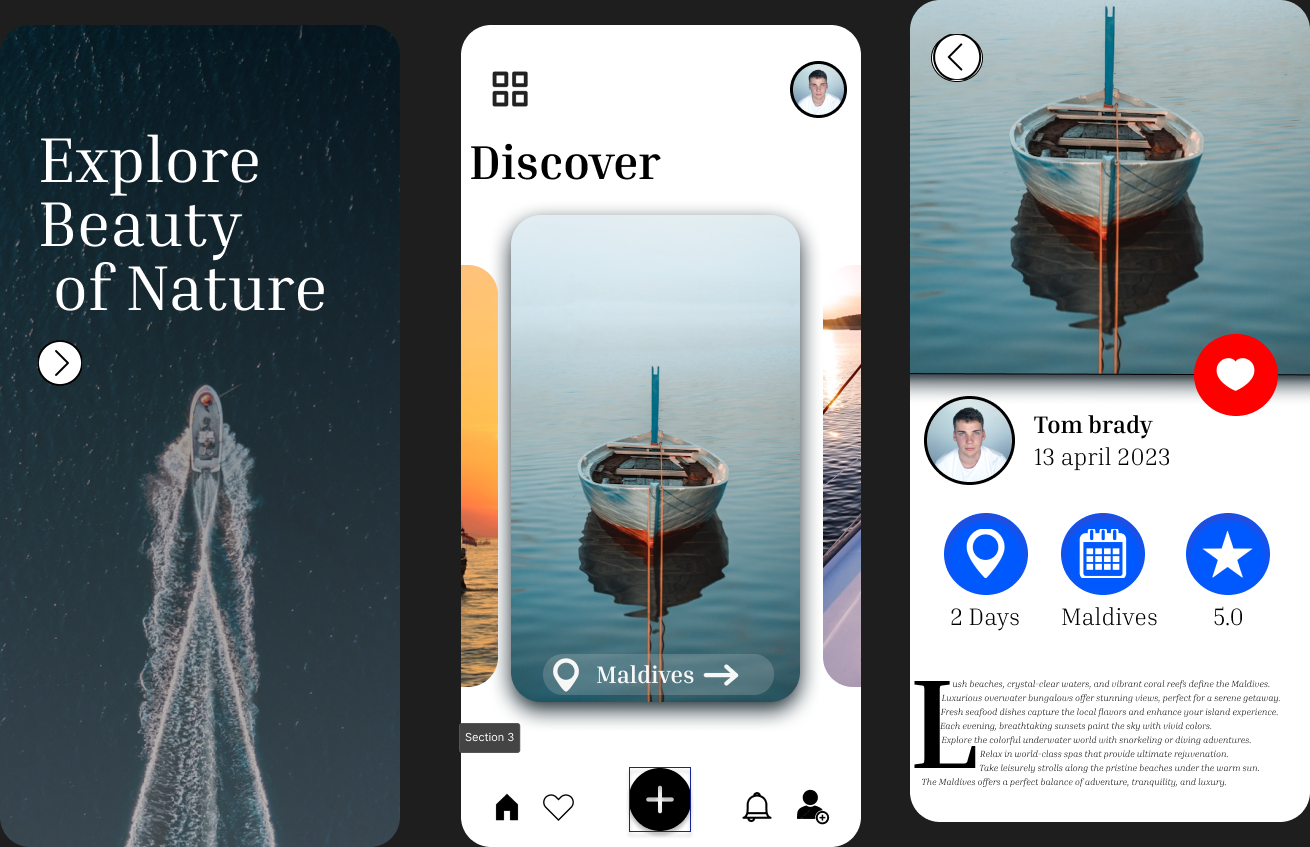 Explore
Beauty
of Nature
Discover
Maldives
Section 3
Tom brady
13 april 2023
2 Days
Maldives
5.0
Lush beaches, crystal-clear waters, and vibrant coral reefs define the Maldives.
Luxurious overwater bungalows offer stunning views, perfect for a serene getaway.
Fresh seafood dishes capture the local flavors and enhance your island experience.
Each evening, breathtaking sunsets paint the sky with vivid colors.
Explore the colorful underwater world with snorkeling or diving adventures.
Relax in world-class spas that provide ultimate rejuvenation.
Take leisurely strolls along the pristine beaches under the warm sun.
The Maldives offers a perfect balance of adventure, tranquility, and luxury.